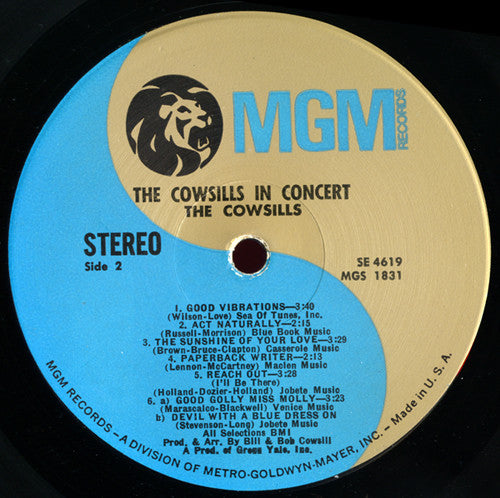 MGM
RECORDS
THE COWSILLS IN CONCERT
THE COWSILLS
STEREO
Side 2
SE 4619
MGS 1831
1. GOOD VIBRATIONS—3:40
(Wilson-Love) Sea Of Tunes, Inc.
2. ACT NATURALLY—2:15
(Russell-Morrison) Blue Book Music
3. THE SUNSHINE OF YOUR LOVE—3:29
(Brown-Bruce-Clapton) Casserole Music
4. PAPERBACK WRITER—2:13
(Lennon-McCartney) Maclen Music
5. REACH OUT—3:28
(I'll Be There)
(Holland-Dozier-Holland) Jobete Music
6. a) GOOD GOLLY MISS MOLLY—3:23
(Marascalco-Blackwell) Venice Music
b) DEVIL WITH A BLUE DRESS ON
(Stevenson-Long) Jobete Music
All Selections BMI
Prod. & Arr. By Bill & Bob Cowsill
A Prod. of Gregg Yale, Inc.
MGM RECORDS—A DIVISION OF METRO-GOLDWYN-MAYER, INC.—Made in U.S.A.